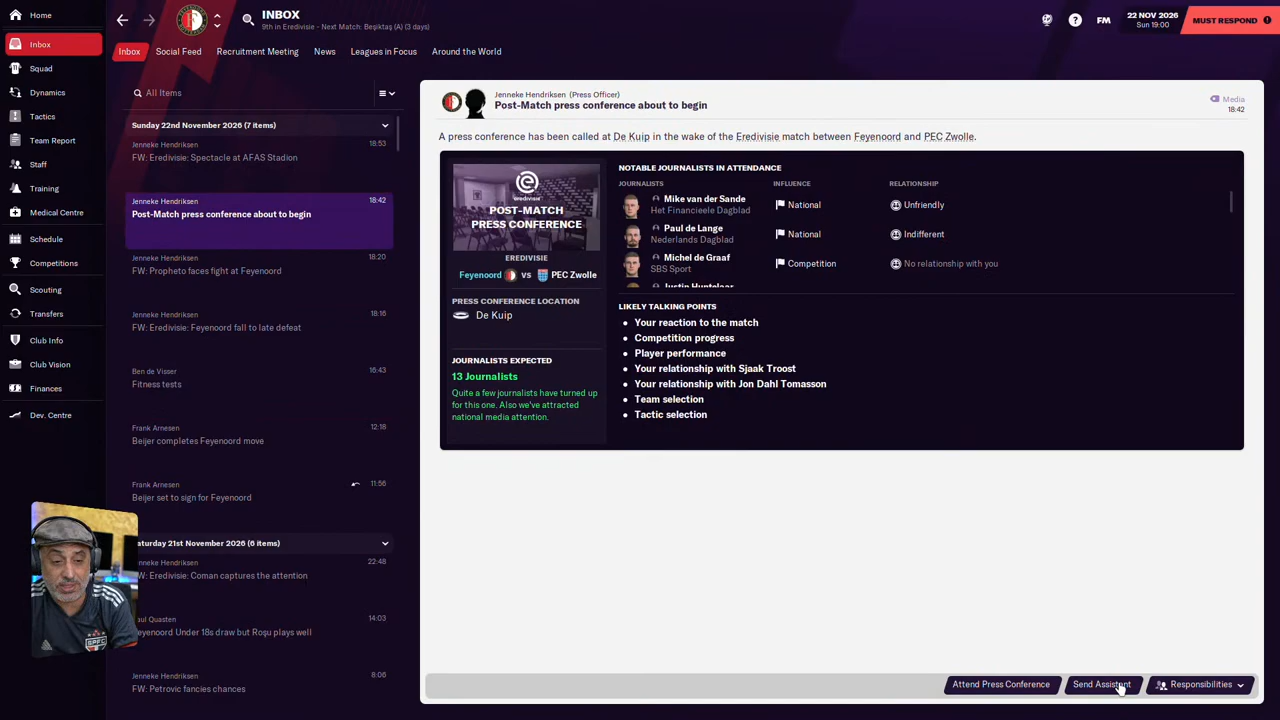 Home
Inbox
Squad
Dynamics
Tactics
Team Report
Staff
Training
Medical Centre
Schedule
Competitions
Scouting
Transfers
Club Info
Club Vision
Finances
Dev. Centre
INBOX
9th in Eredivisie - Next Match: Beşiktaş (A) (3 days)
FM
22 NOV 2026
Sun 19:00
MUST RESPOND
Inbox
Social Feed
Recruitment Meeting
News
Leagues in Focus
Around the World
All Items
Sunday 22nd November 2026 (7 items)
Jenneke Hendriksen 18:53
FW: Eredivisie: Spectacle at AFAS Stadion
Jenneke Hendriksen 18:42
Post-Match press conference about to begin
Jenneke Hendriksen 18:20
FW: Propheto faces fight at Feyenoord
Jenneke Hendriksen 18:16
FW: Eredivisie: Feyenoord fall to late defeat
Ben de Visser 16:43
Fitness tests
Frank Arnesen 12:18
Beijer completes Feyenoord move
Frank Arnesen 11:56
Beijer set to sign for Feyenoord
21st November 2026 (6 items)
Hendriksen 22:48
Eredivisie: Coman captures the attention
Quasten 14:03
Under 18s draw but Roşu plays well
Jenneke Hendriksen 8:06
FW: Petrovic fancies chances
Jenneke Hendriksen (Press Officer)
Post-Match press conference about to begin
Media
18:42
A press conference has been called at De Kuip in the wake of the Eredivisie match between Feyenoord and PEC Zwolle.
eredivisie
POST-MATCH
PRESS CONFERENCE
EREDIVISIE
Feyenoord VS PEC Zwolle
PRESS CONFERENCE LOCATION
De Kuip
JOURNALISTS EXPECTED
13 Journalists
Quite a few journalists have turned up
for this one. Also we've attracted
national media attention.
NOTABLE JOURNALISTS IN ATTENDANCE
JOURNALISTS INFLUENCE RELATIONSHIP
Mike van der Sande
Het Financieele Dagblad
National
Unfriendly
Paul de Lange
Nederlands Dagblad
National
Indifferent
Michel de Graaf
SBS Sport
Competition
No relationship with you
Justin Huntelaar
LIKELY TALKING POINTS
Your reaction to the match
Competition progress
Player performance
Your relationship with Sjaak Troost
Your relationship with Jon Dahl Tomasson
Team selection
Tactic selection
Attend Press Conference
Send Assistant
Responsibilities
SPFC